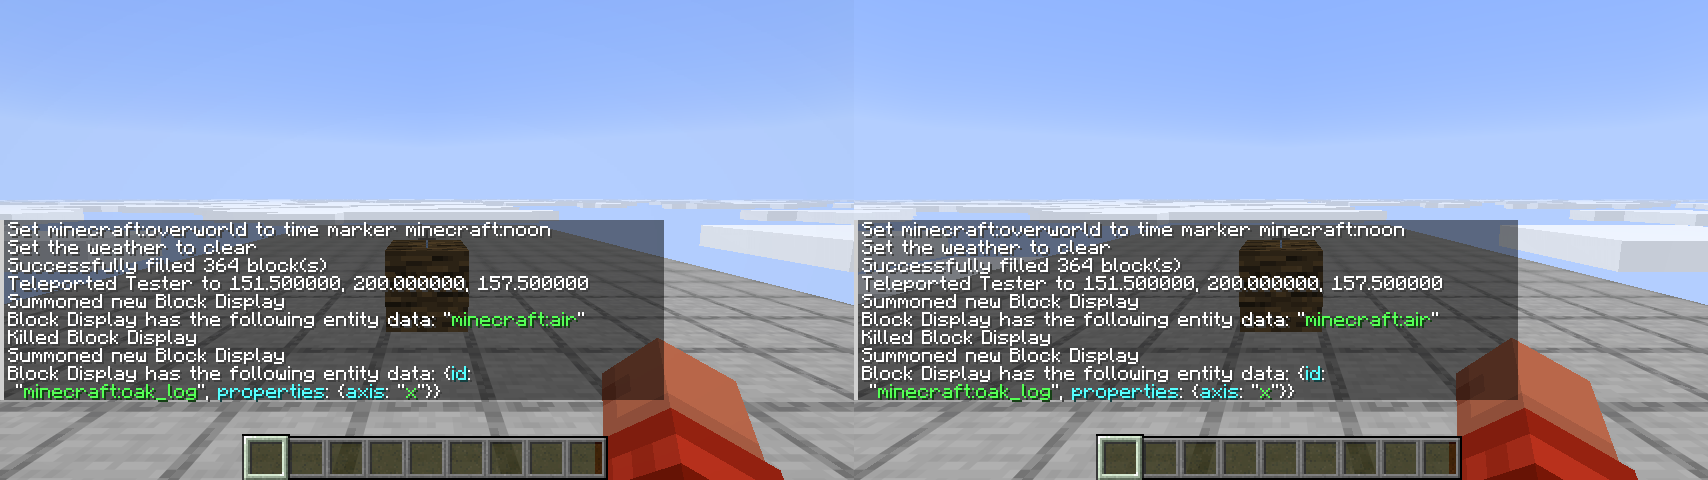 Set minecraft:overworld to time marker minecraft:noon
Set the weather to clear
Successfully filled 364 block(s)
Teleported Tester to 151.500000, 200.000000, 157.500000
Summoned new Block Display
Block Display has the following entity data: "minecraft:air"
Killed Block Display
Summoned new Block Display
Block Display has the following entity data: {id:
"minecraft:oak_log", properties: {axis: "x"}}
Set minecraft:overworld to time marker minecraft:noon
Set the weather to clear
Successfully filled 364 block(s)
Teleported Tester to 151.500000, 200.000000, 157.500000
Summoned new Block Display
Block Display has the following entity data: "minecraft:air"
Killed Block Display
Summoned new Block Display
Block Display has the following entity data: {id:
"minecraft:oak_log", properties: {axis: "x"}}